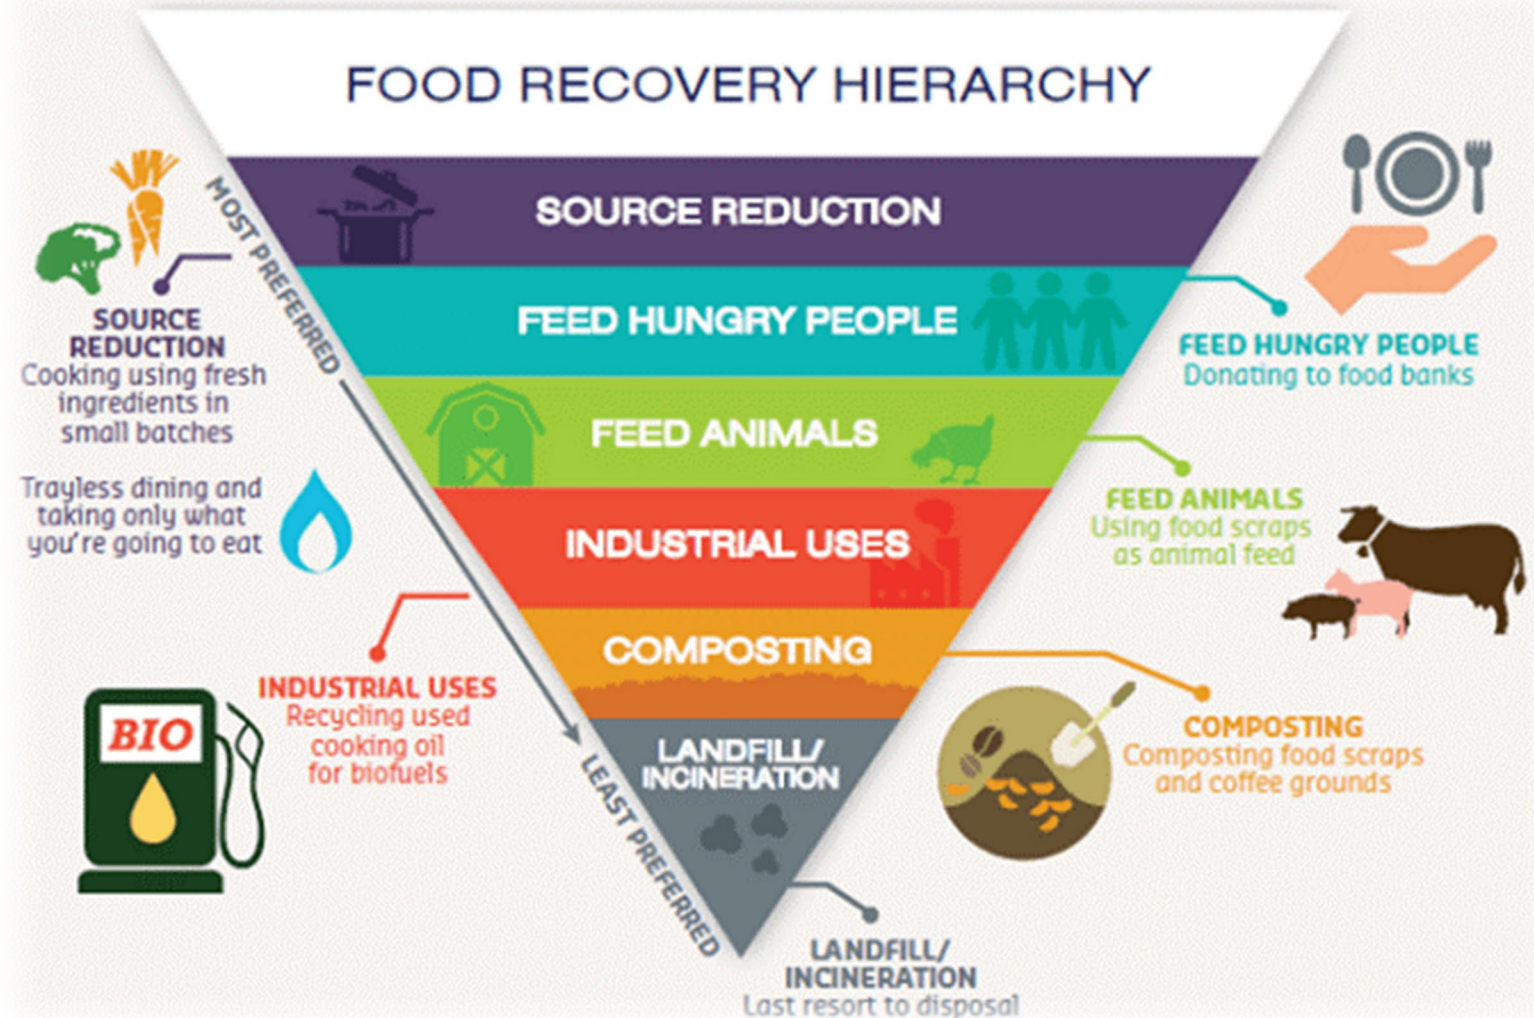 FOOD RECOVERY HIERARCHY
MOST PREFERRED
SOURCE REDUCTION
FEED HUNGRY PEOPLE
FEED ANIMALS
INDUSTRIAL USES
COMPOSTING
LANDFILL/
INCINERATION
LEAST PREFERRED
SOURCE
REDUCTION
Cooking using fresh
ingredients in
small batches
Trayless dining and
taking only what
you're going to eat
FEED HUNGRY PEOPLE
Donating to food banks
FEED ANIMALS
Using food scraps
as animal feed
INDUSTRIAL USES
Recycling used
cooking oil
for biofuels
BIO
COMPOSTING
Composting food scraps
and coffee grounds
LANDFILL/
INCINERATION
Last resort to disposal